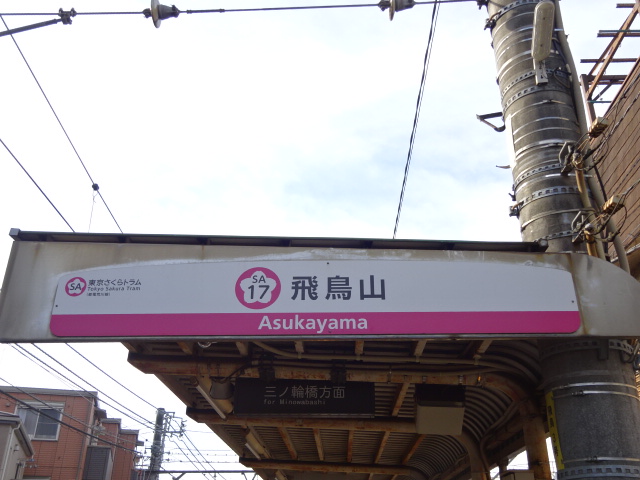 SA
東京さくらトラム
Tokyo Sakura Tram
(都電荒川線)
SA
17
飛鳥山
Asukayama
三ノ輪橋方面
for Minowabashi